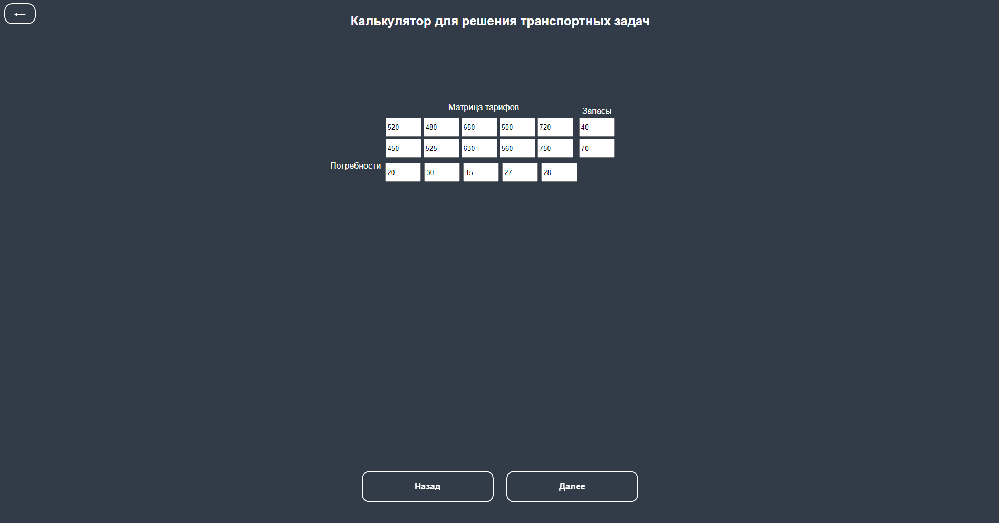 ←
Калькулятор для решения транспортных задач
Матрица тарифов Запасы
520 480 650 500 720 40
450 525 630 560 750 70
Потребности 20 30 15 27 28
Назад Далее